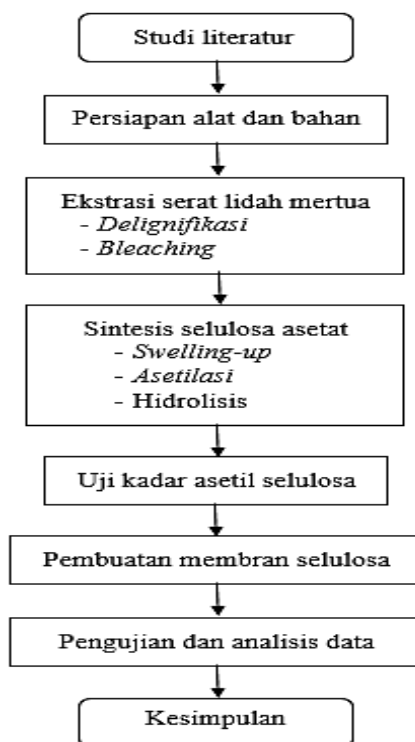 Studi literatur
Persiapan alat dan bahan
Ekstrasi serat lidah mertua
- Delignifikasi
- Bleaching
Sintesis selulosa asetat
- Swelling-up
- Asetilasi
- Hidrolisis
Uji kadar asetil selulosa
Pembuatan membran selulosa
Pengujian dan analisis data
Kesimpulan